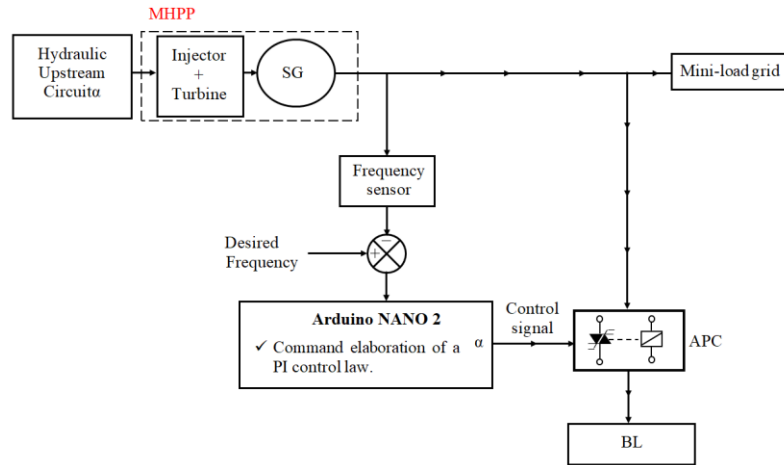 MHPP
Hydraulic
Upstream
Circuitα
Injector
+
Turbine
SG
Mini-load grid
Frequency
sensor
Desired
Frequency
+
−
Arduino NANO 2
✓ Command elaboration of a
PI control law.
α
Control
signal
APC
BL